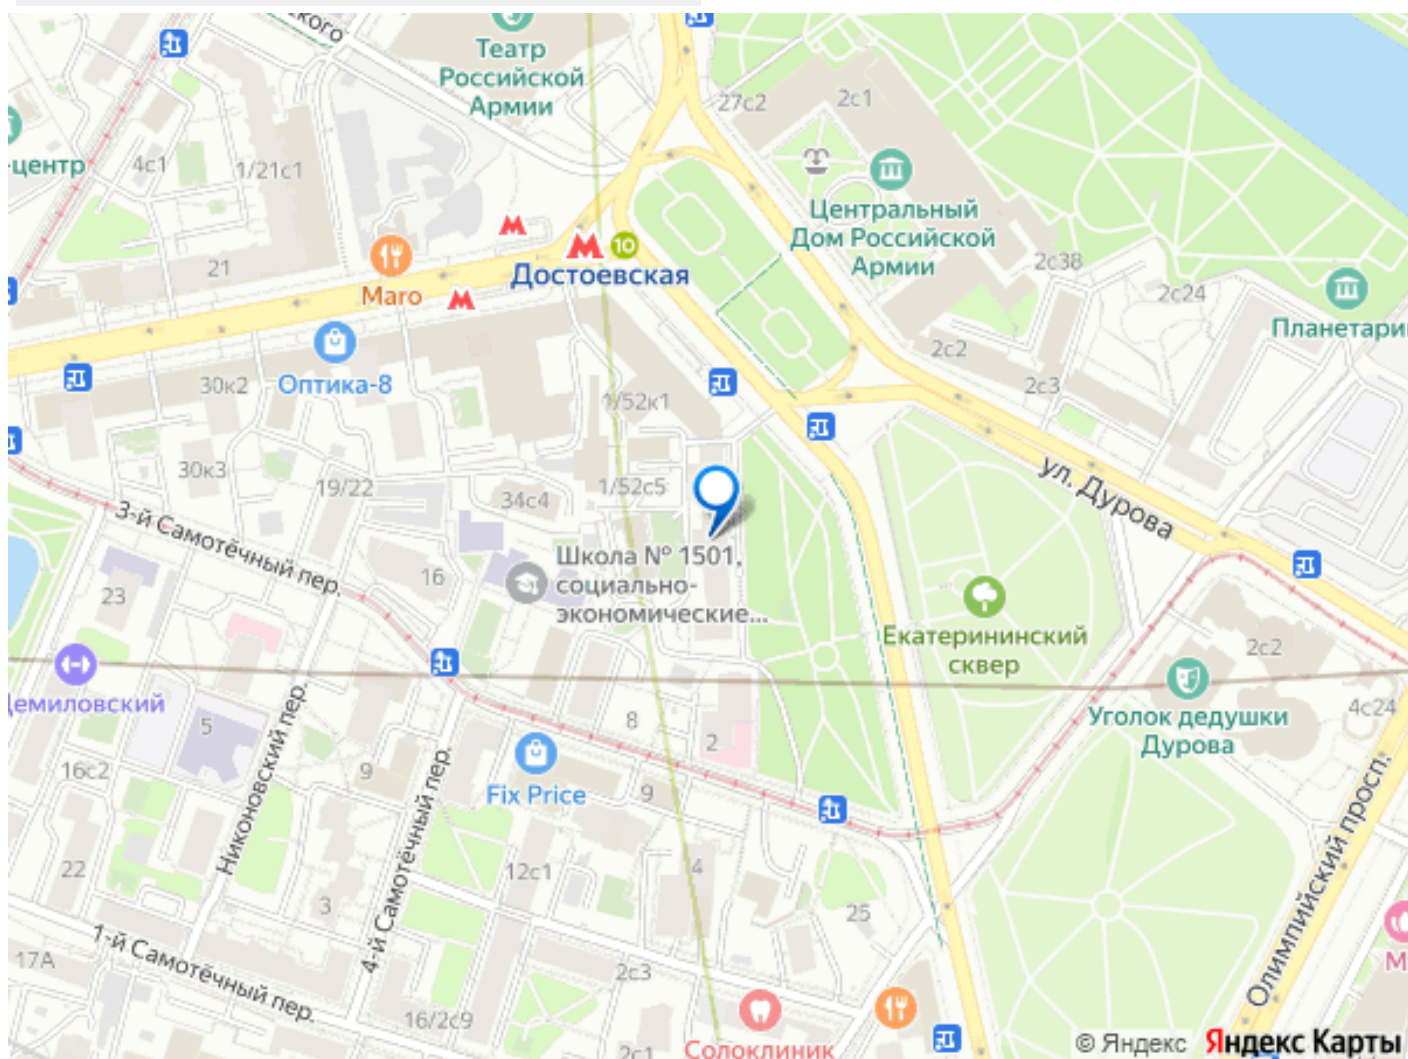 ского
Театр
Российской
Армии
27с2
2с1
-центр
4с1
1/21с1
Центральный
Дом Российской
Армии
21
Maro
10
Достоевская
2с38
2с24
Планетари
30к2
Оптика-8
1/52к1
2с2
2с3
30к3
19/22
34с4
1/52с5
ул. Дурова
3-й Самотёчный пер.
Школа № 1501,
социально-
экономические...
16
23
Екатерининский
сквер
2с2
Демиловский
5
Никоновский пер.
8
2
Уголок дедушки
Дурова
4с24
16с2
9
4-й Самотёчный пер.
Fix Price
9
Олимпийский просп.
22
12с1
4
3
25
1-й Самотёчный пер.
17А
2с3
М
16/2с9
2с1
Солоклиник
© Яндекс Яндекс Карты